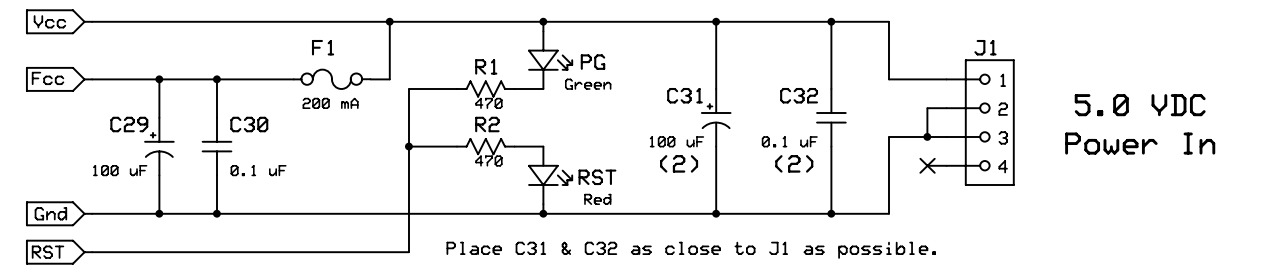 Vcc
F1
J1
PG
Green
R1
470
Fcc
200 mA
1
C31
+
C32
2
5.0 VDC
C29
+
C30
R2
470
100 uF
(2)
0.1 uF
(2)
3
Power In
100 uF
0.1 uF
4
RST
Red
Gnd
RST
Place C31 & C32 as close to J1 as possible.